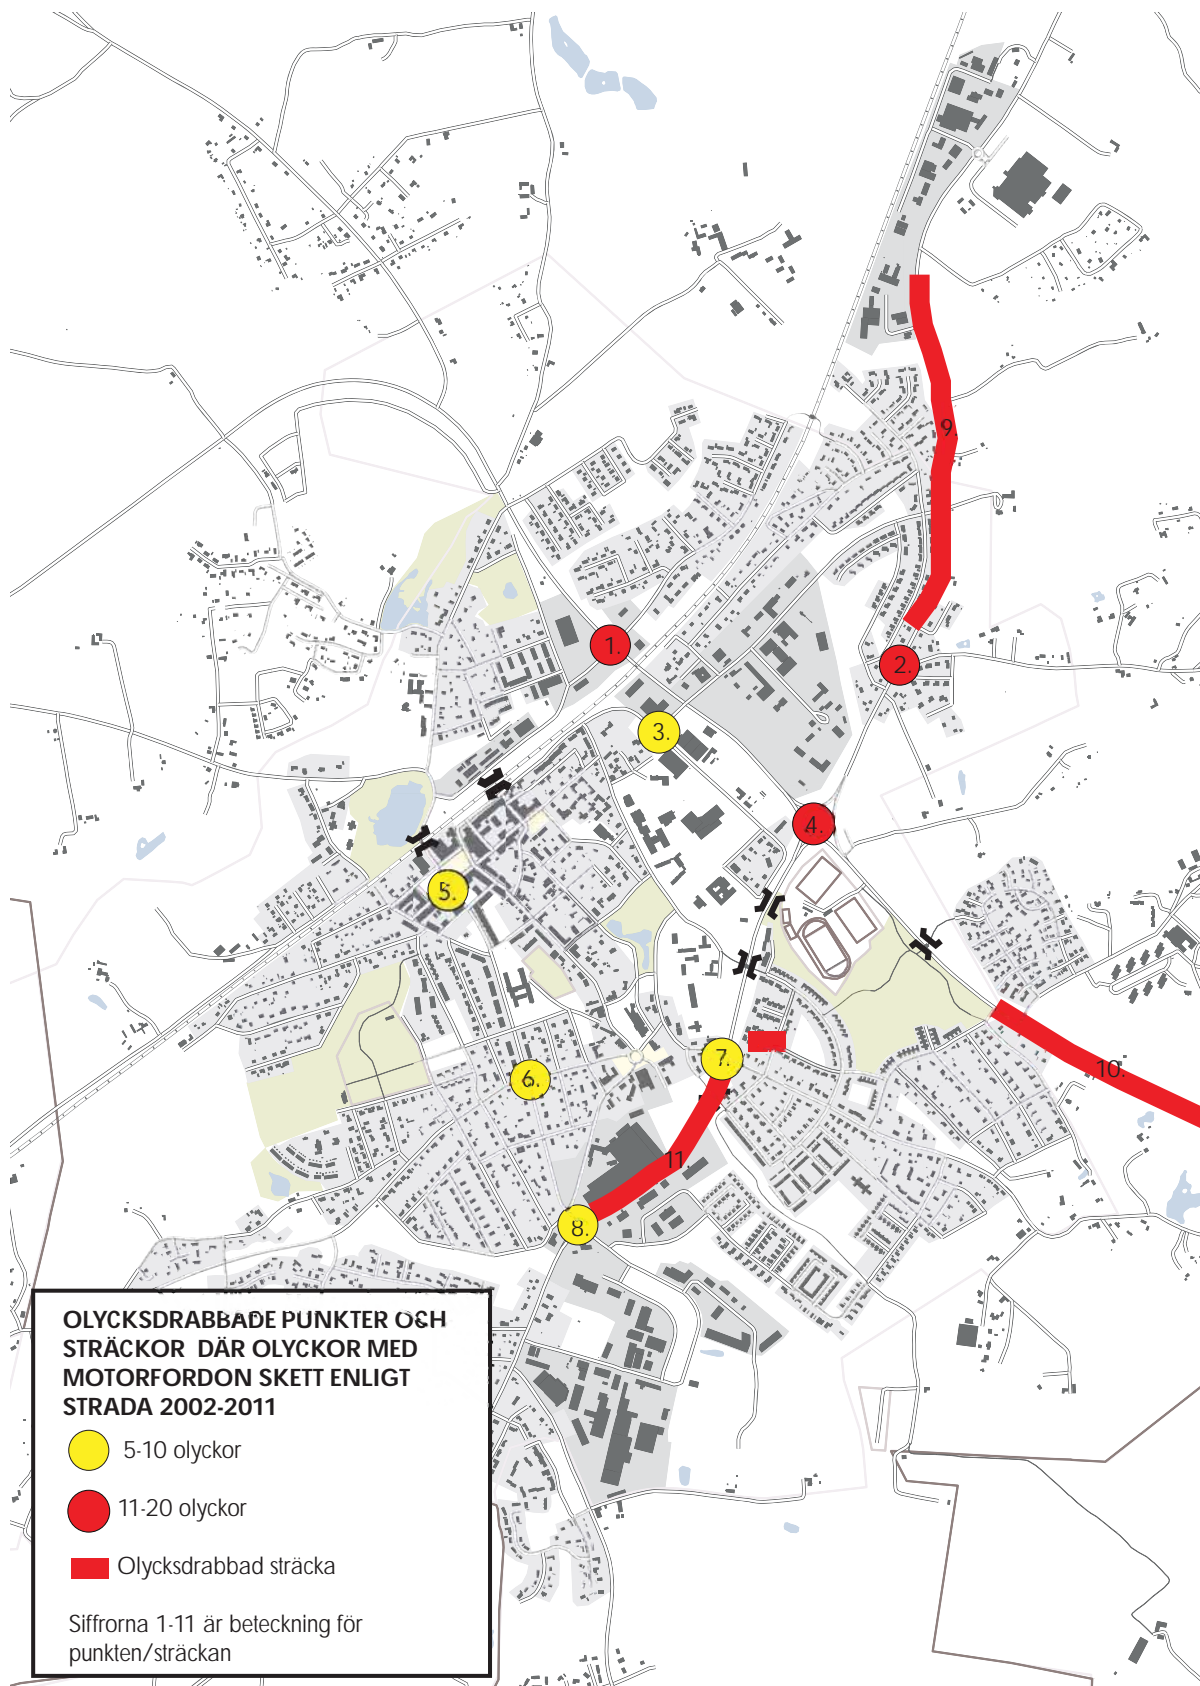 9.
1.
2.
3.
4.
5.
7.
6.
10.
11.
8.
OLYCKSDRABBADE PUNKTER OCH
STRÄCKOR DÄR OLYCKOR MED
MOTORFORDON SKETT ENLIGT
STRADA 2002-2011
5-10 olyckor
11-20 olyckor
Olycksdrabbad sträcka
Siffrorna 1-11 är beteckning för
punkten/sträckan